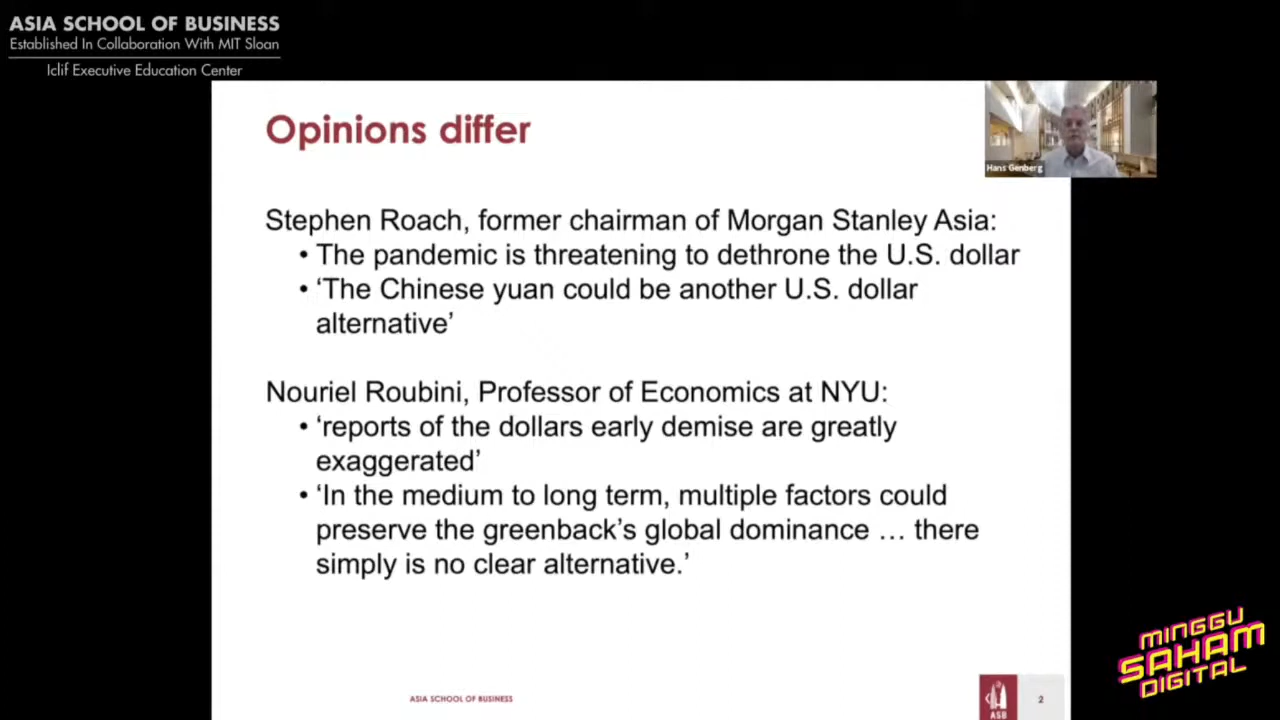 ASIA SCHOOL OF BUSINESS
Established In Collaboration With MIT Sloan
Iclif Executive Education Center
Opinions differ
Hans Genberg
Stephen Roach, former chairman of Morgan Stanley Asia:
• The pandemic is threatening to dethrone the U.S. dollar
• ‘The Chinese yuan could be another U.S. dollar
alternative’
Nouriel Roubini, Professor of Economics at NYU:
• ‘reports of the dollars early demise are greatly
exaggerated’
• ‘In the medium to long term, multiple factors could
preserve the greenback’s global dominance … there
simply is no clear alternative.’
ASIA SCHOOL OF BUSINESS
ASB
2
MINGGU
SAHAM
DIGITAL